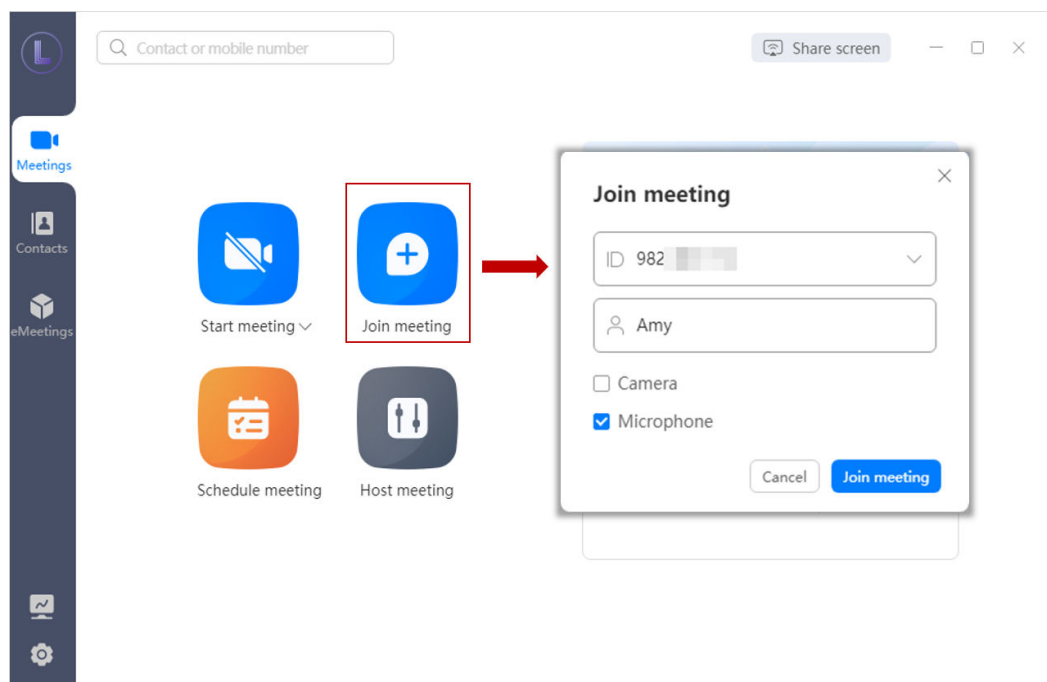 L
Contact or mobile number
Share screen
Meetings
Contacts
eMeetings
Start meeting
Join meeting
Schedule meeting
Host meeting
Join meeting
ID 982
Amy
Camera
Microphone
Cancel
Join meeting